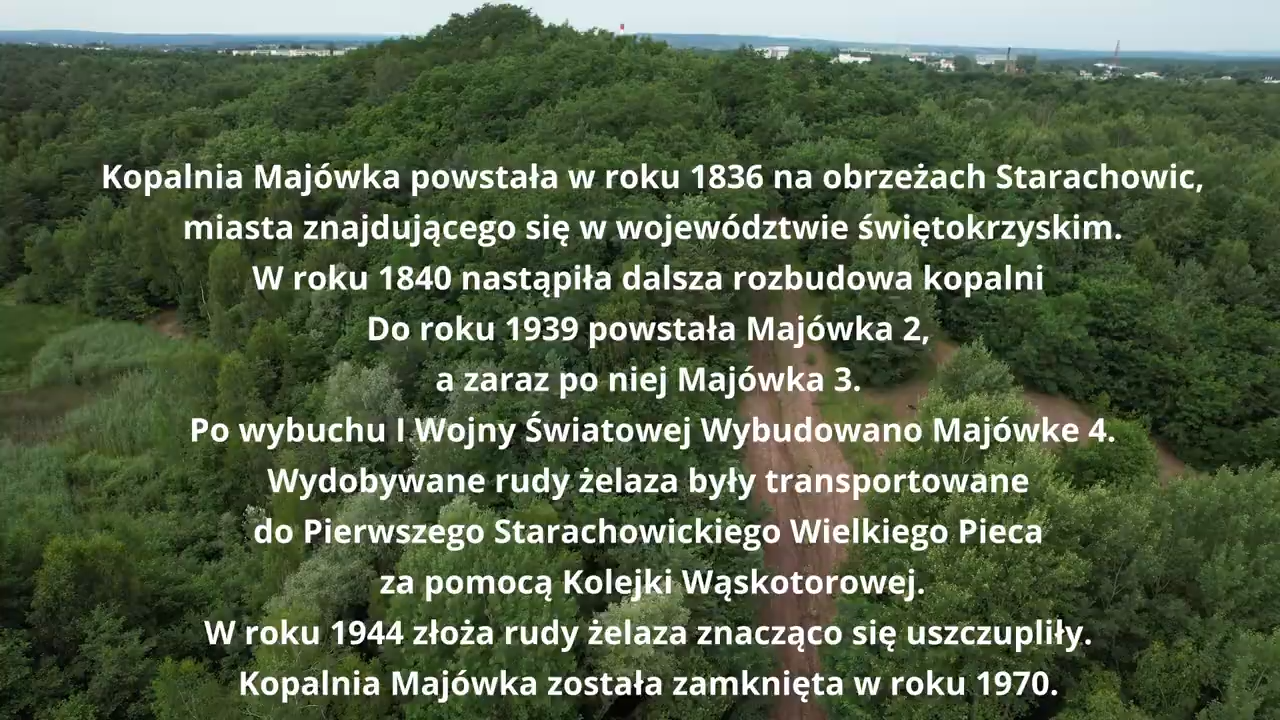 Kopalnia Majówka powstała w roku 1836 na obrzeżach Starachowic,
miasta znajdującego się w województwie świętokrzyskim.
W roku 1840 nastąpiła dalsza rozbudowa kopalni
Do roku 1939 powstała Majówka 2,
a zaraz po niej Majówka 3.
Po wybuchu I Wojny Światowej Wybudowano Majówke 4.
Wydobywane rudy żelaza były transportowane
do Pierwszego Starachowickiego Wielkiego Pieca
za pomocą Kolejki Wąskotorowej.
W roku 1944 złoża rudy żelaza znacząco się uszczupliły.
Kopalnia Majówka została zamknięta w roku 1970.